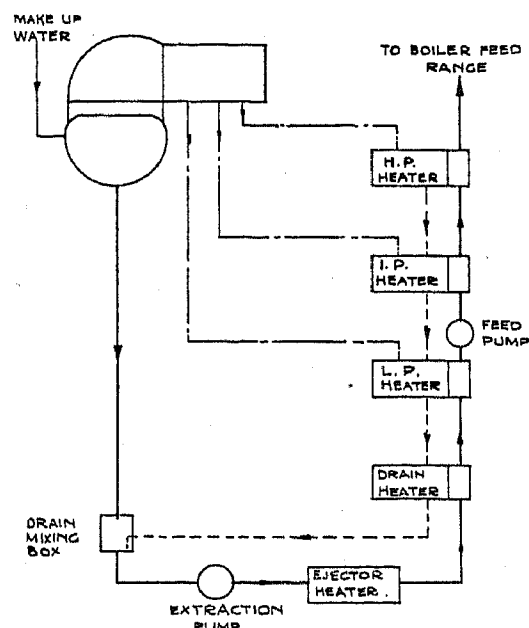 MAKE UP
WATER
TO BOILER FEED
RANGE
H.P.
HEATER
I.P.
HEATER
FEED
PUMP
L.P.
HEATER
DRAIN
HEATER
DRAIN
MIXING
BOX
EJECTOR
HEATER.
EXTRACTION
PUMP